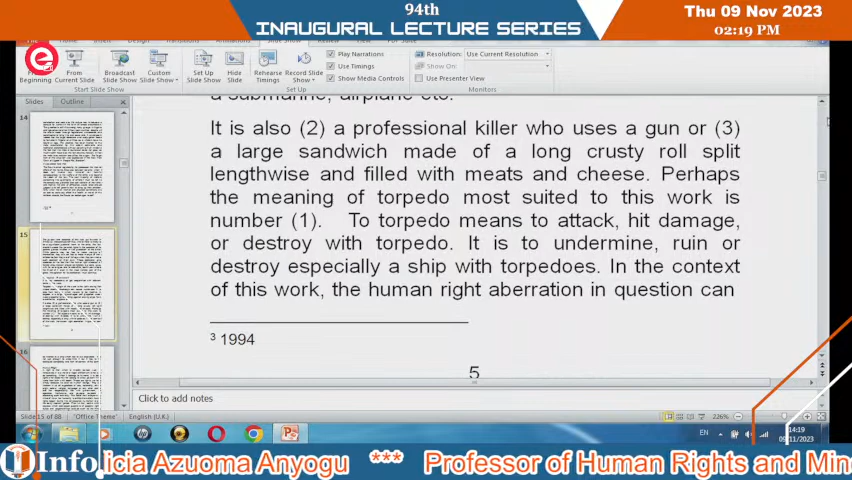 94th
INAUGURAL LECTURE SERIES
Thu 09 Nov 2023
02:19 PM
From Beginning
From Current Slide
Broadcast Slide Show
Custom Slide Show
Set Up Slide Show
Hide Slide
Rehearse Timings
Record Slide Show
Play Narrations
Use Timings
Show Media Controls
Resolution: Use Current Resolution
Show On:
Use Presenter View
Start Slide Show
Set Up
Monitors
Slides
Outline
14
15
16
a submarine, airplane etc.
It is also (2) a professional killer who uses a gun or (3)
a large sandwich made of a long crusty roll split
lengthwise and filled with meats and cheese. Perhaps
the meaning of torpedo most suited to this work is
number (1). To torpedo means to attack, hit damage,
or destroy with torpedo. It is to undermine, ruin or
destroy especially a ship with torpedoes. In the context
of this work, the human right aberration in question can
3 1994
5
Click to add notes
Slide 15 of 88
"Office Theme"
English (U.K.)
226%
EN
14:19
09/11/2023
Info.
licia Azuoma Anyogu *** Professor of Human Rights and Min